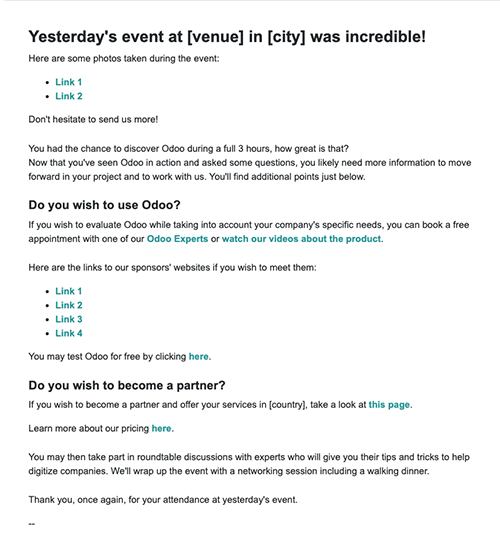 Yesterday's event at [venue] in [city] was incredible!
Here are some photos taken during the event:
• Link 1
• Link 2
Don't hesitate to send us more!
You had the chance to discover Odoo during a full 3 hours, how great is that?
Now that you've seen Odoo in action and asked some questions, you likely need more information to move
forward in your project and to work with us. You'll find additional points just below.
Do you wish to use Odoo?
If you wish to evaluate Odoo while taking into account your company's specific needs, you can book a free
appointment with one of our Odoo Experts or watch our videos about the product.
Here are the links to our sponsors' websites if you wish to meet them:
• Link 1
• Link 2
• Link 3
• Link 4
You may test Odoo for free by clicking here.
Do you wish to become a partner?
If you wish to become a partner and offer your services in [country], take a look at this page.
Learn more about our pricing here.
You may then take part in roundtable discussions with experts who will give you their tips and tricks to help
digitize companies. We'll wrap up the event with a networking session including a walking dinner.
Thank you, once again, for your attendance at yesterday's event.
--